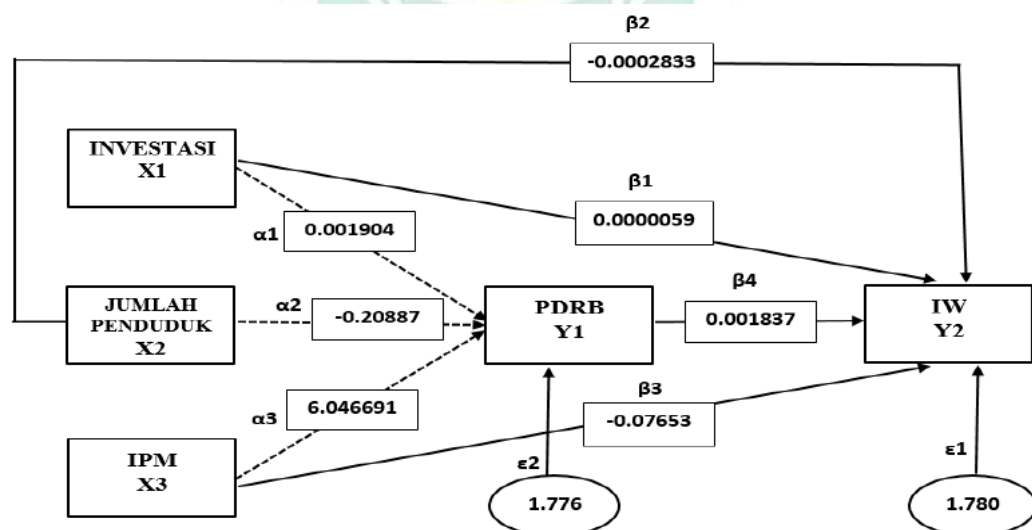 β2
-0.0002833
INVESTASI
X1
β1
0.0000059
α1
0.001904
JUMLAH
PENDUDUK
X2
α2
-0.20887
PDRB
Y1
β4
0.001837
IW
Y2
α3
6.046691
β3
-0.07653
IPM
X3
ε2
1.776
ε1
1.780